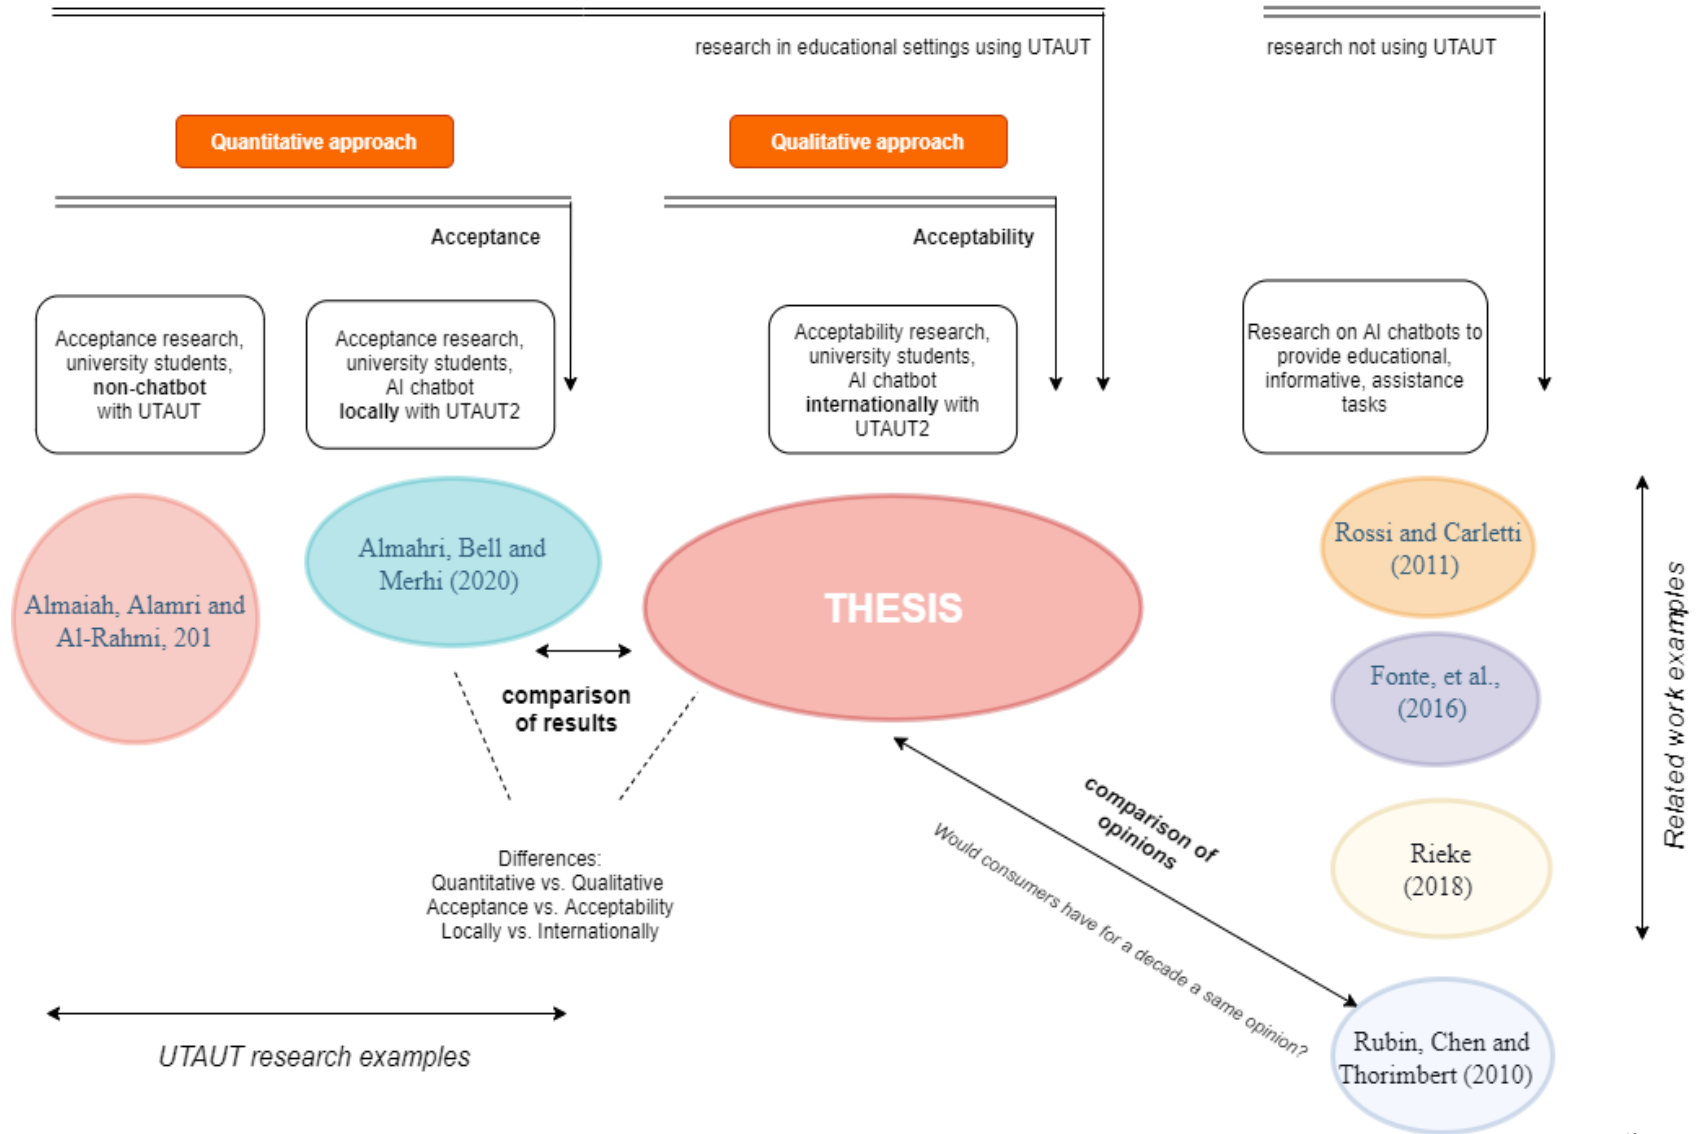 research in educational settings using UTAUT
research not using UTAUT
Quantitative approach
Qualitative approach
Acceptance
Acceptability
Acceptance research,
university students,
non-chatbot
with UTAUT
Acceptance research,
university students,
AI chatbot
locally with UTAUT2
Acceptability research,
university students,
AI chatbot
internationally with
UTAUT2
Research on AI chatbots to
provide educational,
informative, assistance
tasks
Almaiah, Alamri and
Al-Rahmi, 201
Almahri, Bell and
Merhi (2020)
THESIS
Rossi and Carletti
(2011)
Fonte, et al.,
(2016)
Rieke
(2018)
Rubin, Chen and
Thorimbert (2010)
Related work examples
comparison
of results
comparison of
opinions
Would consumers have for a decade a same opinion?
Differences:
Quantitative vs. Qualitative
Acceptance vs. Acceptability
Locally vs. Internationally
UTAUT research examples